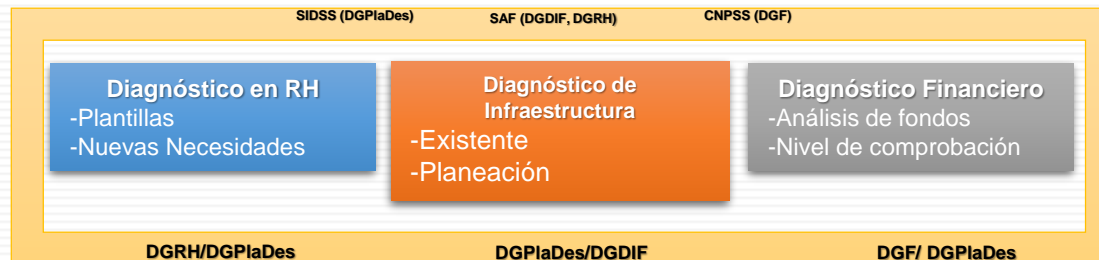 SIDSS (DGPlaDes)
SAF (DGDIF, DGRH)
CNPSS (DGF)
Diagnóstico en RH
-Plantillas
-Nuevas Necesidades
Diagnóstico de
Infraestructura
-Existente
-Planeación
Diagnóstico Financiero
-Análisis de fondos
-Nivel de comprobación
DGRH/DGPlaDes
DGPlaDes/DGDIF
DGF/ DGPlaDes